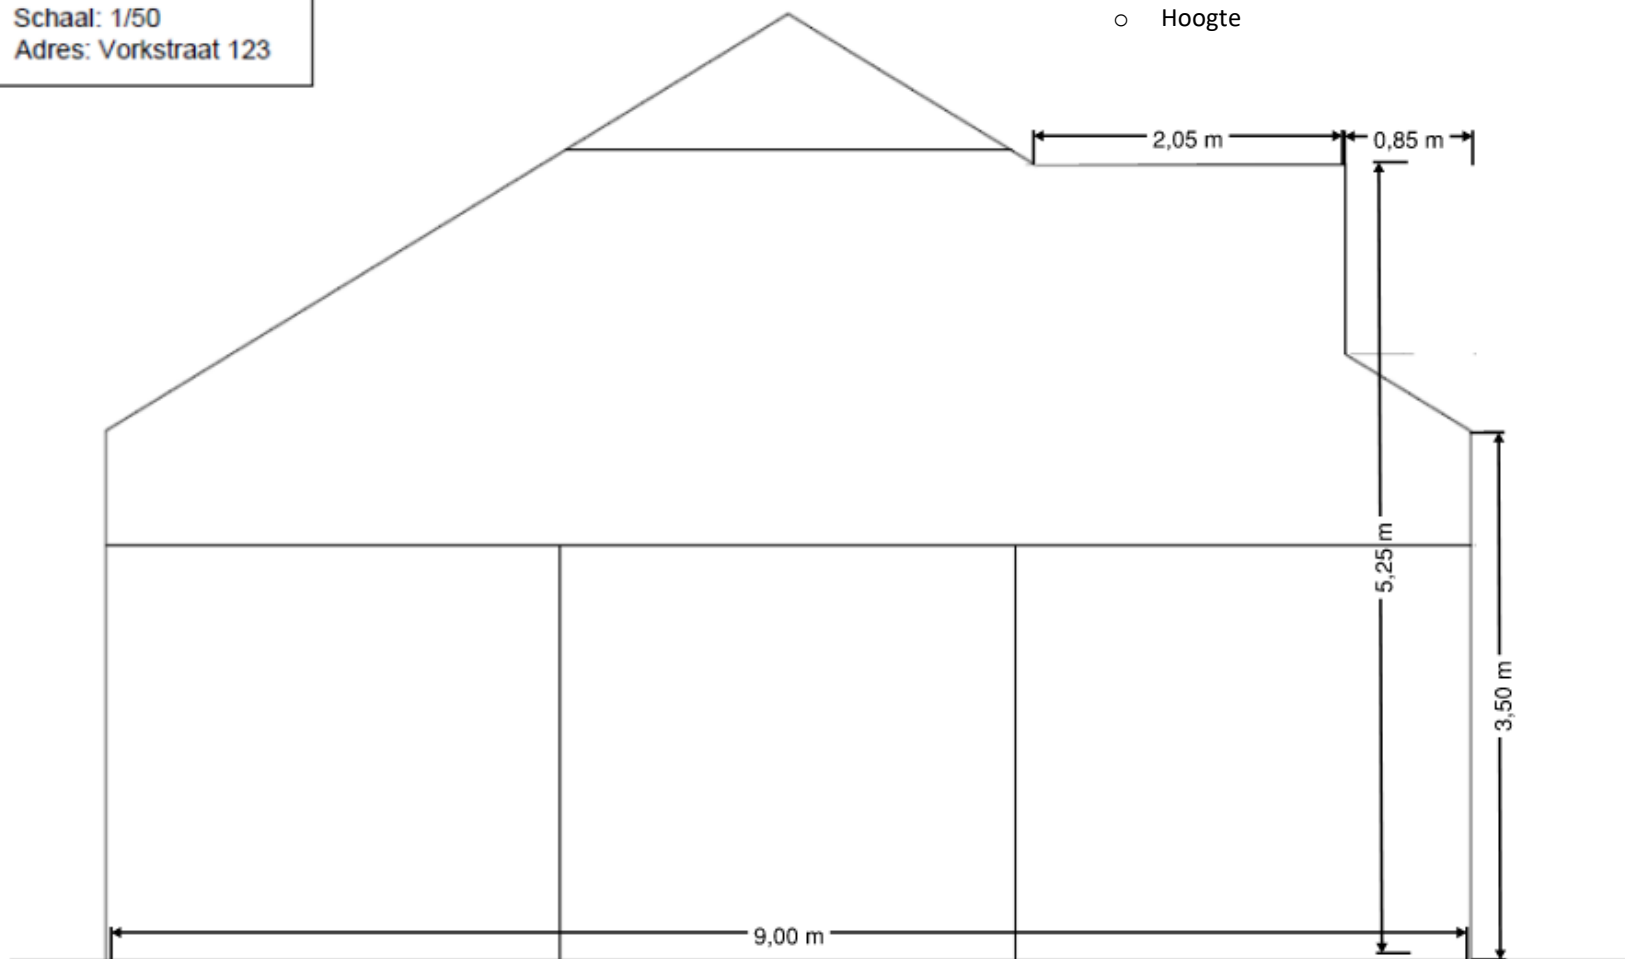 Schaal: 1/50
Adres: Vorkstraat 123
o Hoogte
2,05 m
0,85 m
5,25 m
3,50 m
9,00 m